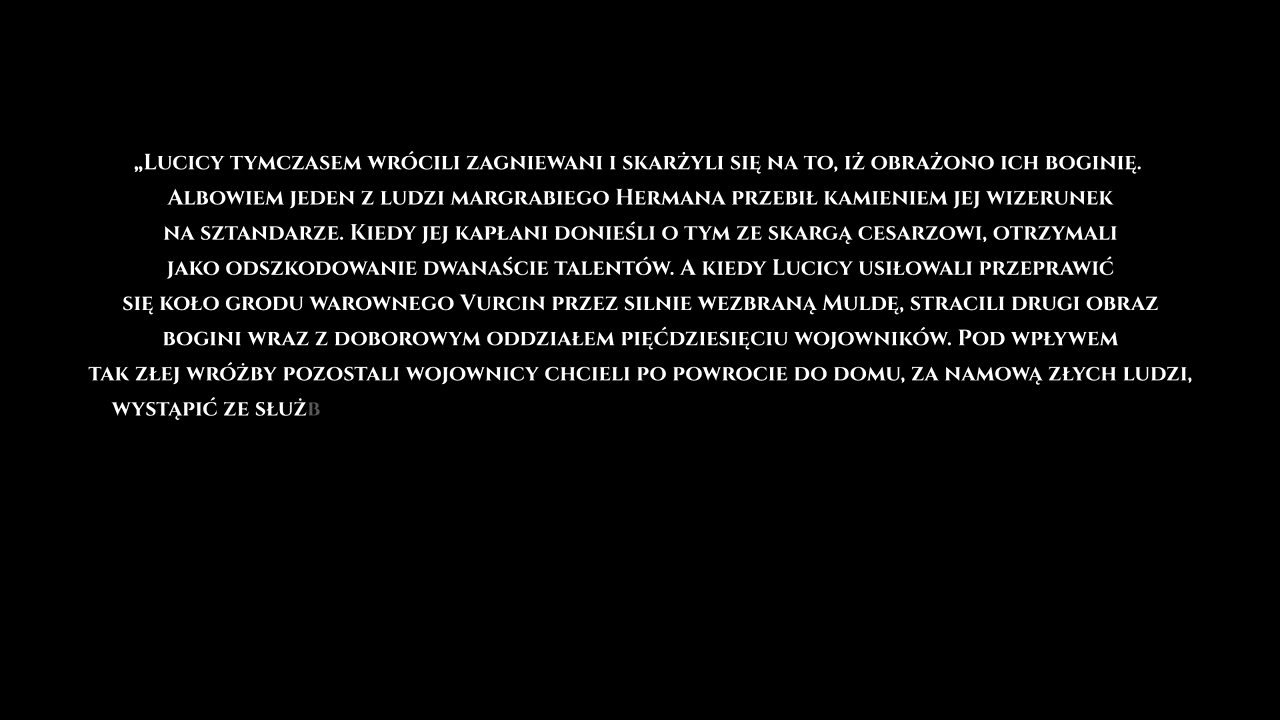 „Lucicy tymczasem wrócili zagniewani i skarżyli się na to, iż obrażono ich boginię.
Albowiem jeden z ludzi margrabiego Hermana przebił kamieniem jej wizerunek
na sztandarze. Kiedy jej kapłani donieśli o tym ze skargą cesarzowi, otrzymali
jako odszkodowanie dwanaście talentów. A kiedy Lucicy usiłowali przeprawić
się koło grodu warownego Vurcin przez silnie wezbraną Muldę, stracili drugi obraz
bogini wraz z doborowym oddziałem pięćdziesięciu wojowników. Pod wpływem
tak złej wróżby pozostali wojownicy chcieli po powrocie do domu, za namową złych ludzi,
wystąpić ze służb